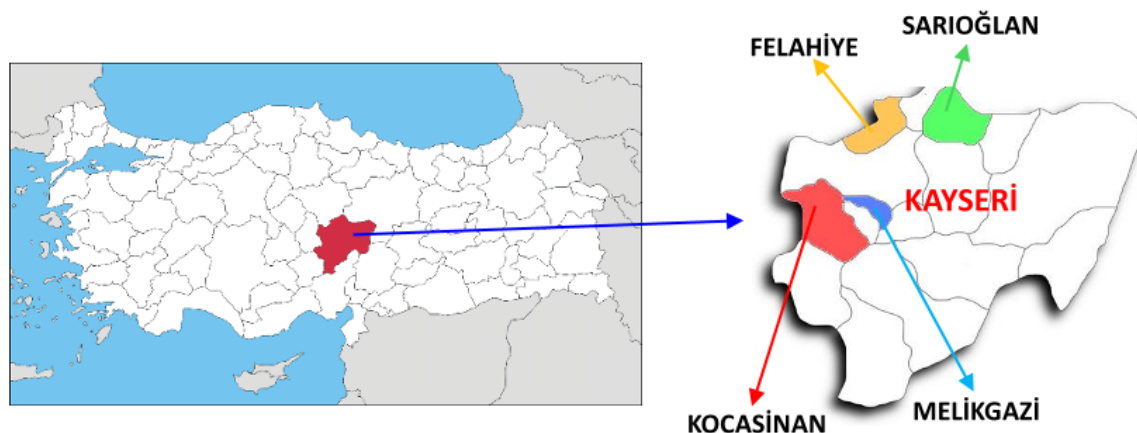 SARIOĞLAN
FELAHİYE
KAYSERİ
KOCASİNAN
MELİKGAZİ